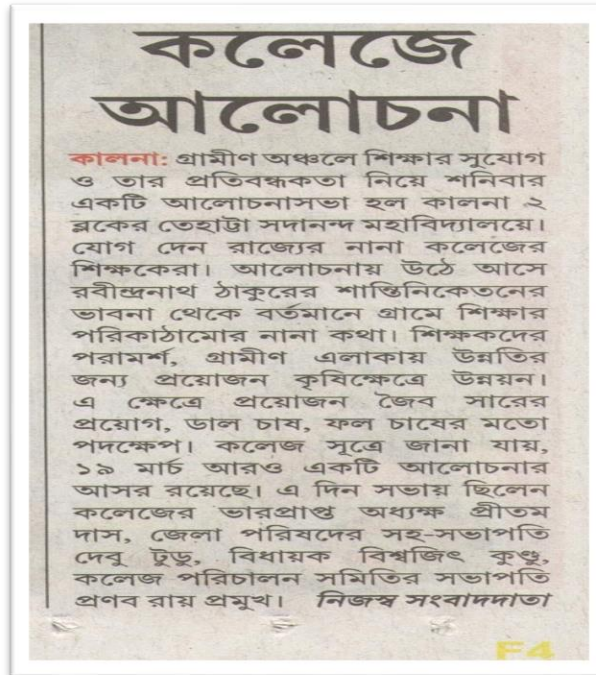 কলেজে
আলোচনা
কালনা: গ্রামীণ অঞ্চলে শিক্ষার সুযোগ
ও তার প্রতিবন্ধকতা নিয়ে শনিবার
একটি আলোচনাসভা হল কালনা ২
ব্লকের তেহাট্টা সদানন্দ মহাবিদ্যালয়ে।
যোগ দেন রাজ্যের নানা কলেজের
শিক্ষকেরা। আলোচনায় উঠে আসে
রবীন্দ্রনাথ ঠাকুরের শান্তিনিকেতনের
ভাবনা থেকে বর্তমানে গ্রামে শিক্ষার
পরিকাঠামোর নানা কথা। শিক্ষকদের
পরামর্শ, গ্রামীণ এলাকায় উন্নতির
জন্য প্রয়োজন কৃষিক্ষেত্রে উন্নয়ন।
এ ক্ষেত্রে প্রয়োজন জৈব সারের
প্রয়োগ, ডাল চাষ, ফল চাষের মতো
পদক্ষেপ। কলেজ সূত্রে জানা যায়,
১৯ মার্চ আরও একটি আলোচনার
আসর রয়েছে। এ দিন সভায় ছিলেন
কলেজের ভারপ্রাপ্ত অধ্যক্ষ প্রীতম
দাস, জেলা পরিষদের সহ-সভাপতি
দেবু টুডু, বিধায়ক বিশ্বজিৎ কুণ্ডু,
কলেজ পরিচালন সমিতির সভাপতি
প্রণব রায় প্রমুখ। নিজস্ব সংবাদদাতা
F4